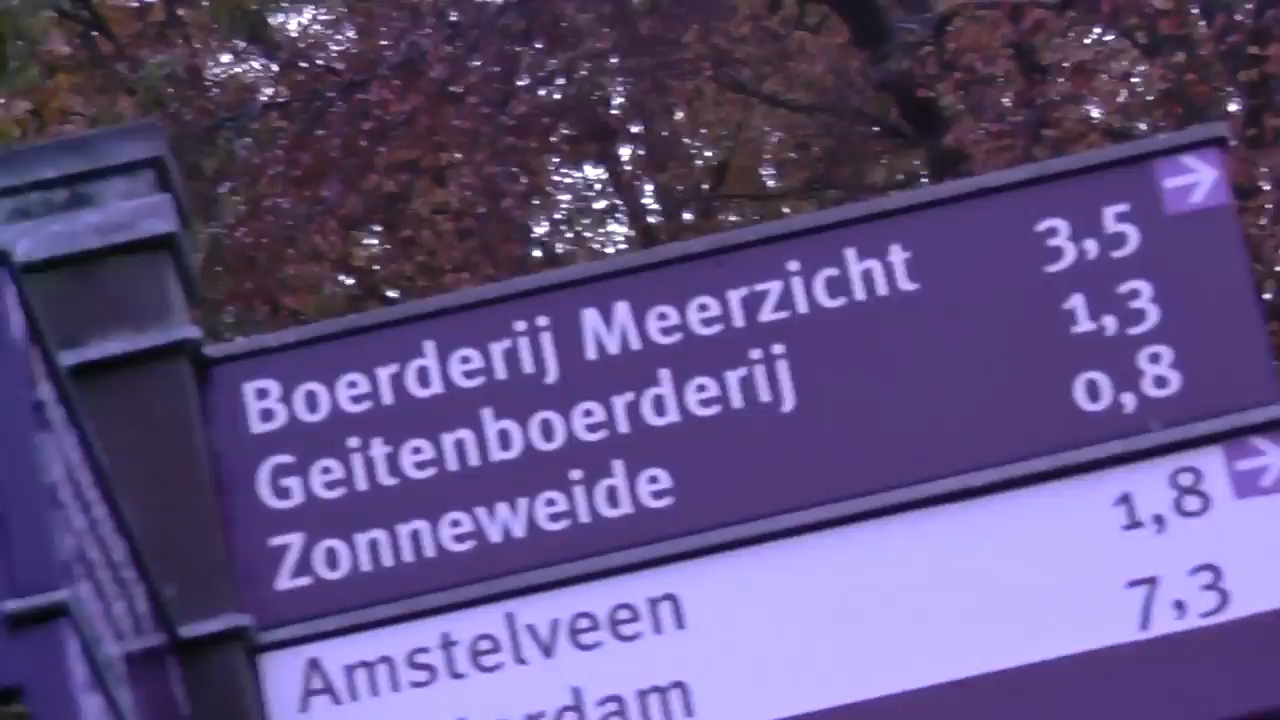 Boerderij Meerzicht 3,5
Geitenboerderij 1,3
Zonneweide 0,8
Amstelveen 1,8
7,3